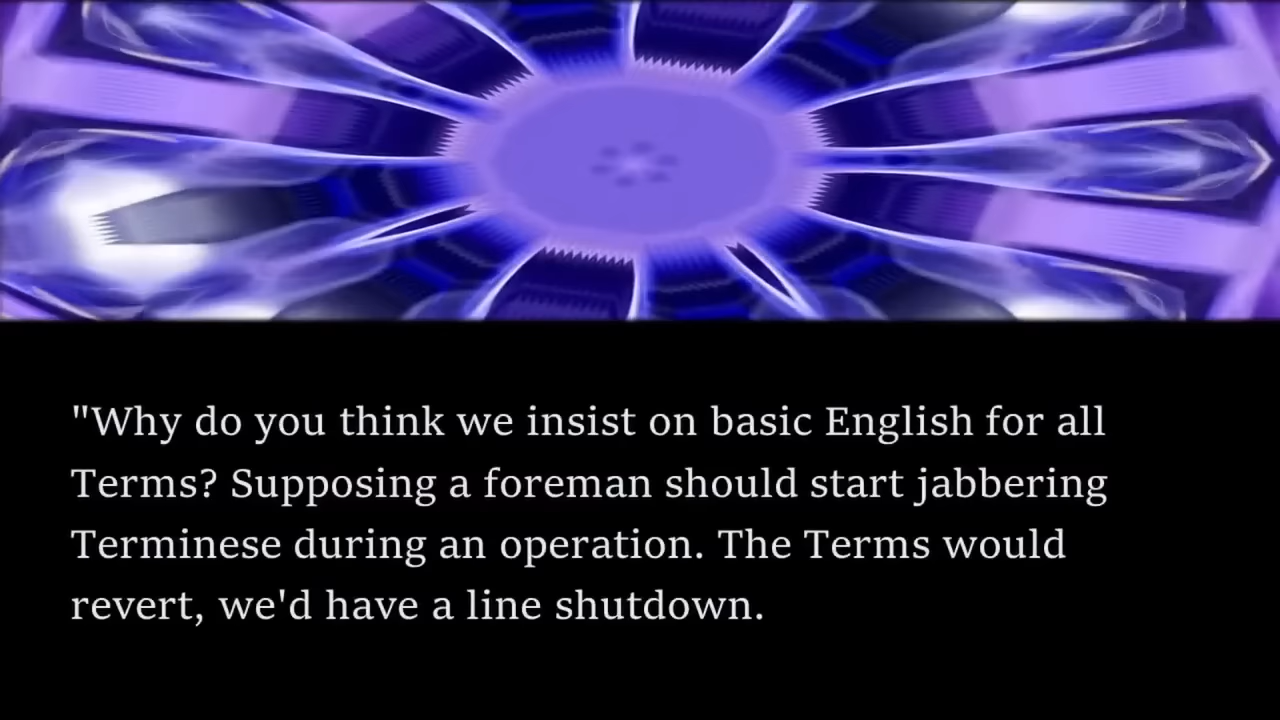 "Why do you think we insist on basic English for all
Terms? Supposing a foreman should start jabbering
Terminese during an operation. The Terms would
revert, we'd have a line shutdown.